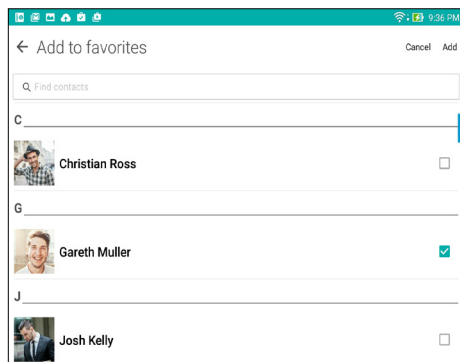 9:36 PM
Add to favorites
Cancel Add
Find contacts
C
Christian Ross
G
Gareth Muller
J
Josh Kelly